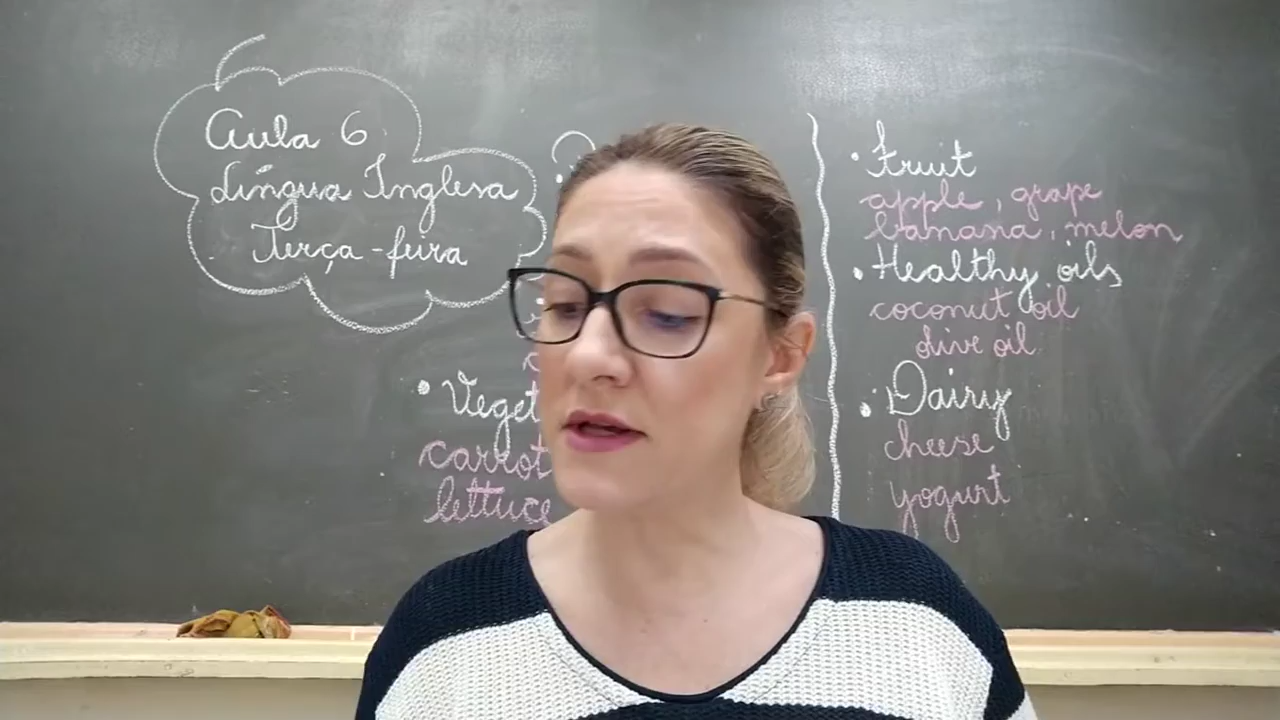 Aula 6
Língua Inglesa
Terça-feira
carrot
lettuce
• Fruit
apple, grape
banana, melon
• Healthy oils
coconut oil
olive oil
• Dairy
cheese
yogurt